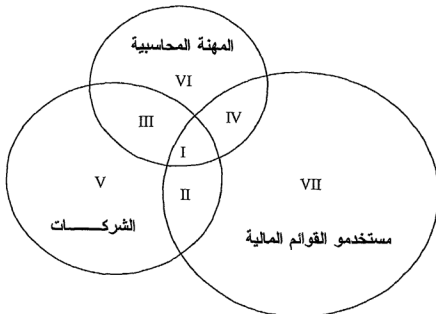 المهنة المحاسبية
VI
III
IV
I
V
II
VII
الشركـــــات
مستخدمو القوائم المالية